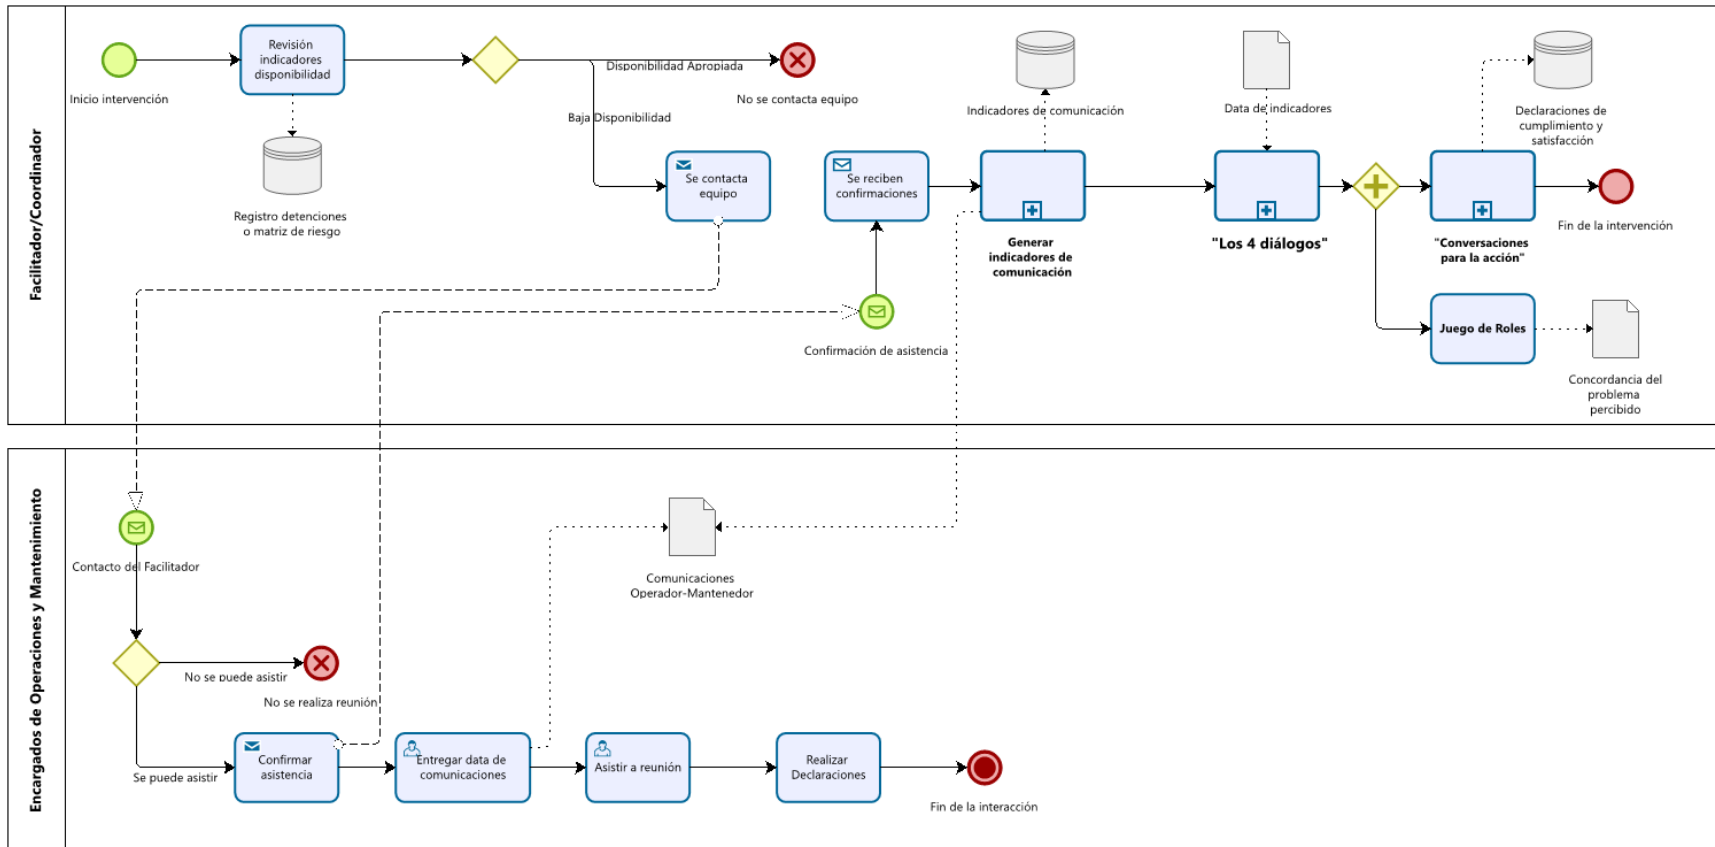 Facilitador/Coordinador
Inicio intervención
Revisión
indicadores
disponibilidad
Registro detenciones
o matriz de riesgo
Disponibilidad Apropiada
No se contacta equipo
Baja Disponibilidad
Se contacta
equipo
Se reciben
confirmaciones
Confirmación de asistencia
Indicadores de comunicación
Generar
indicadores de
comunicación
Data de indicadores
"Los 4 diálogos"
Declaraciones de
cumplimiento y
satisfacción
"Conversaciones
para la acción"
Fin de la intervención
Juego de Roles
Concordancia del
problema
percibido
Encargados de Operaciones y Mantenimiento
Contacto del Facilitador
No se puede asistir
No se realiza reunión
Se puede asistir
Confirmar
asistencia
Entregar data de
comunicaciones
Comunicaciones
Operador-Mantenedor
Asistir a reunión
Realizar
Declaraciones
Fin de la interacción